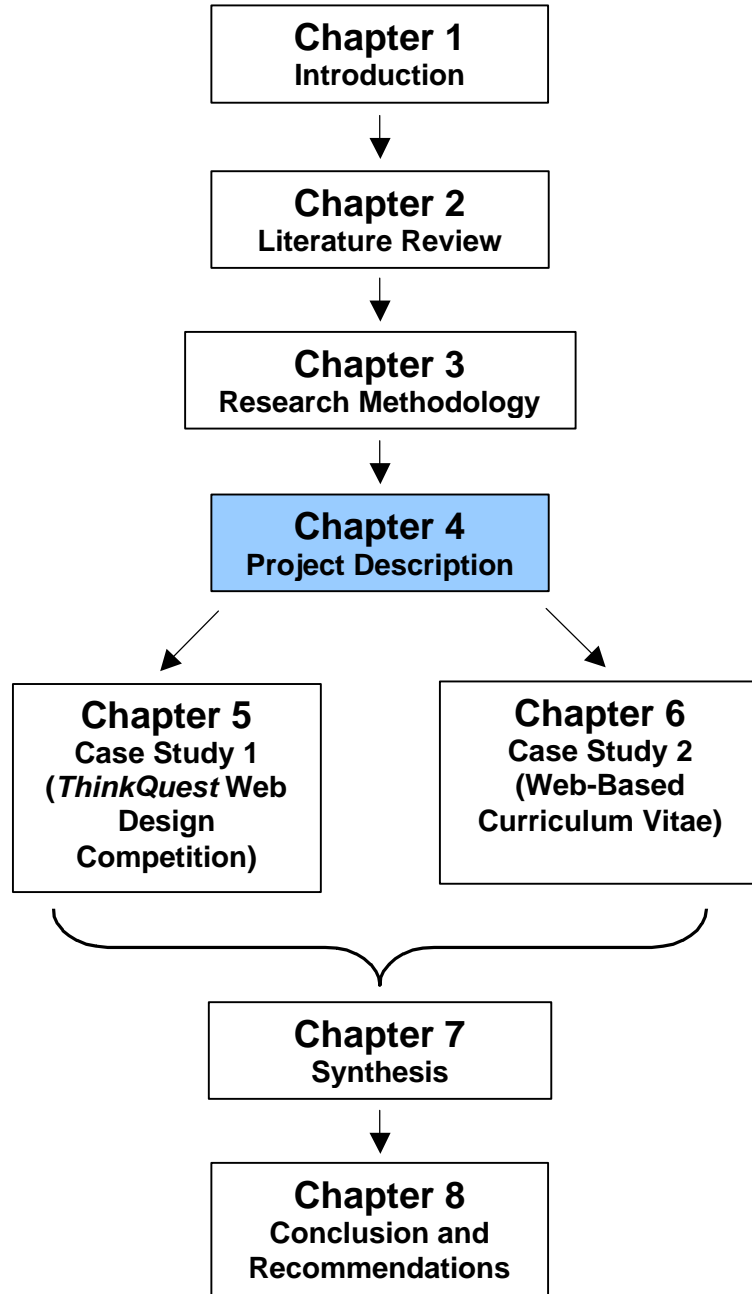 Chapter 1
Introduction
Chapter 2
Literature Review
Chapter 3
Research Methodology
Chapter 4
Project Description
Chapter 5
Case Study 1
(ThinkQuest Web
Design
Competition)
Chapter 6
Case Study 2
(Web-Based
Curriculum Vitae)
Chapter 7
Synthesis
Chapter 8
Conclusion and
Recommendations